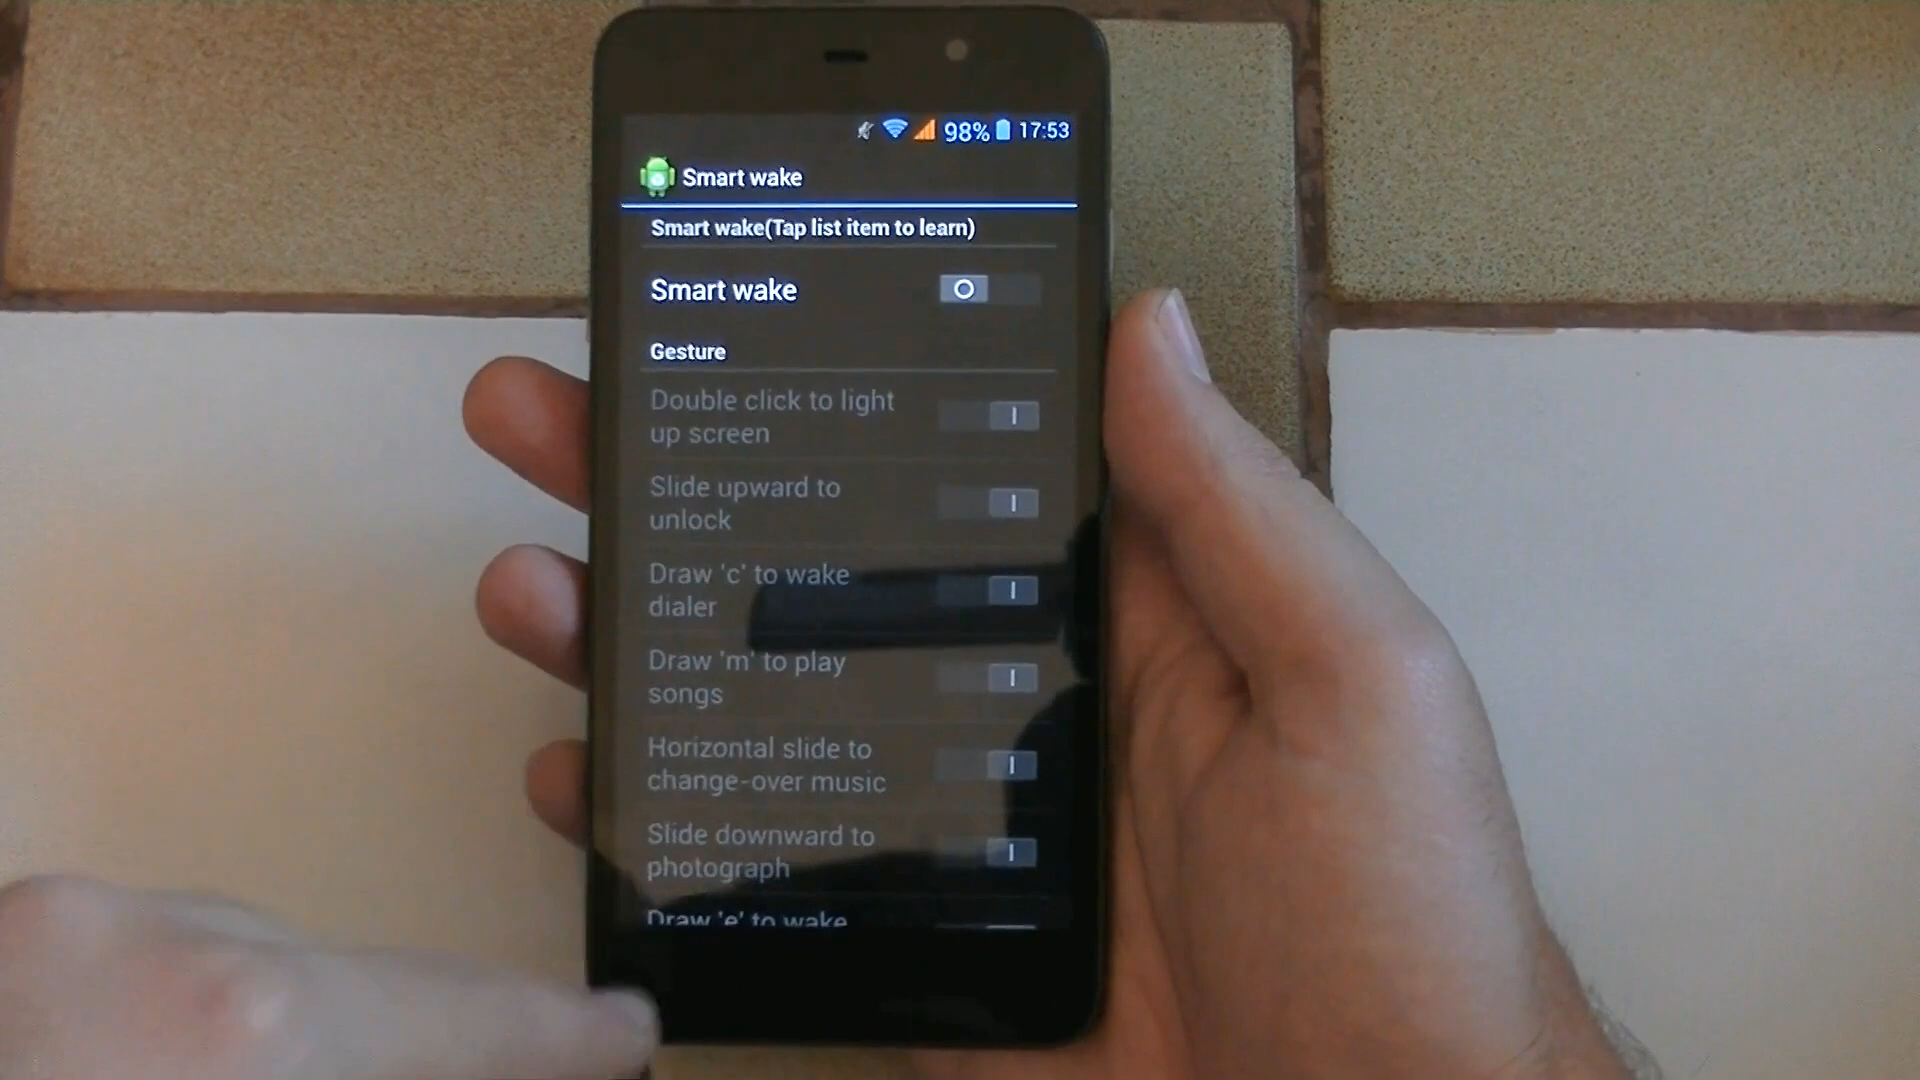 98% 17:53
Smart wake
Smart wake(Tap list item to learn)
Smart wake
Gesture
Double click to light
up screen
Slide upward to
unlock
Draw 'c' to wake
dialer
Draw 'm' to play
songs
Horizontal slide to
change-over music
Slide downward to
photograph
Draw 'e' to wake